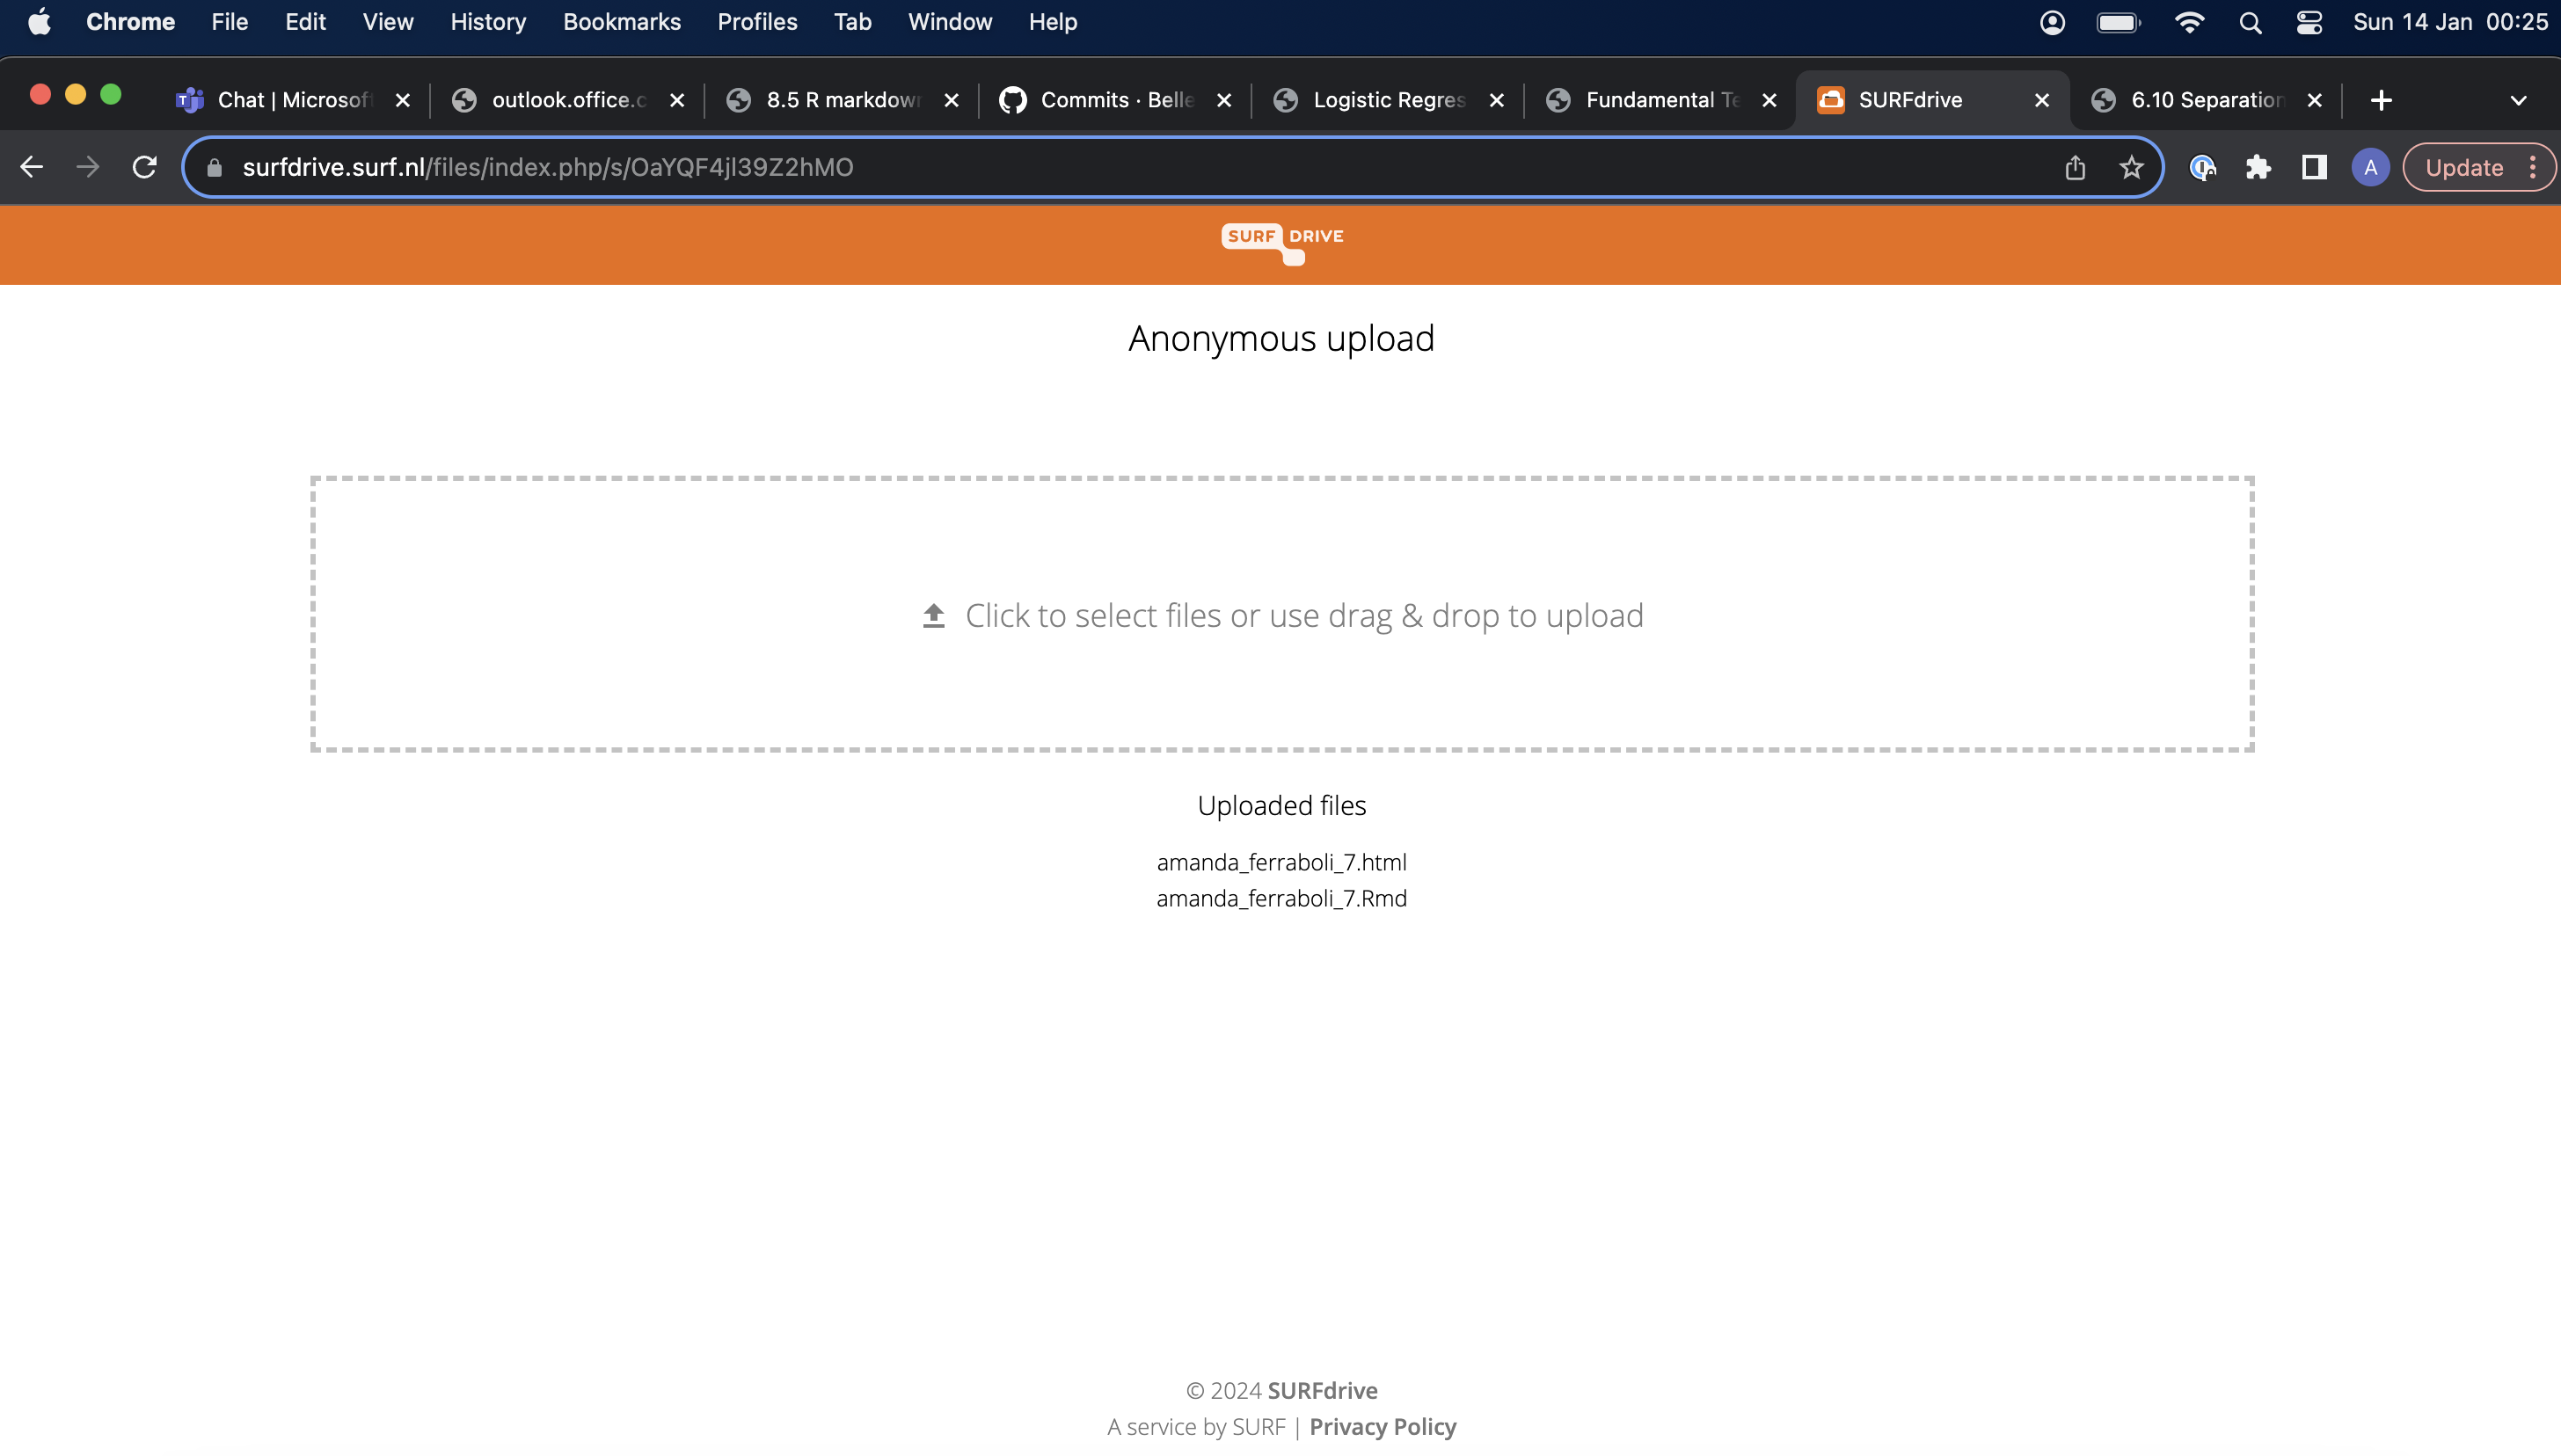 Chrome File Edit View History Bookmarks Profiles Tab Window Help Sun 14 Jan 00:25
Chat | Microsof outlook.office.c 8.5 R markdow Commits · Belle Logistic Regres Fundamental Te SURFdrive 6.10 Separation
surfdrive.surf.nl/files/index.php/s/OaYQF4jl39Z2hMO A Update
SURF DRIVE
Anonymous upload
Click to select files or use drag & drop to upload
Uploaded files
amanda_ferraboli_7.html
amanda_ferraboli_7.Rmd
© 2024 SURFdrive
A service by SURF | Privacy Policy